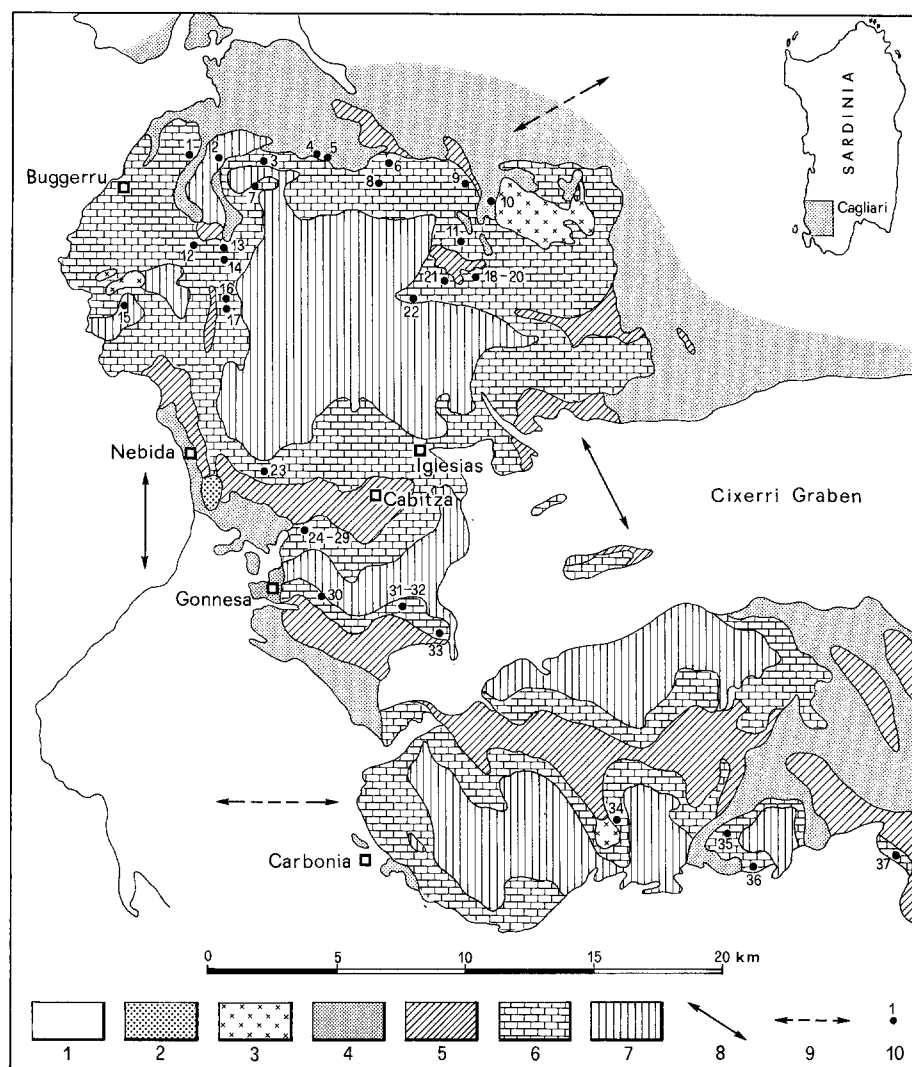 SARDINIA
Cagliari
1
2
3
4
5
6
Buggerru
7
8
9
10
11
12
13
14
21
18-20
16
22
15
17
Nebida
23
Iglesias
Cabitza
Cixerri Graben
24-29
Gonnesa
30
31-32
33
34
35
Carbonia
36
37
0 5 10 15 20 km
1
1 2 3 4 5 6 7 8 9 10